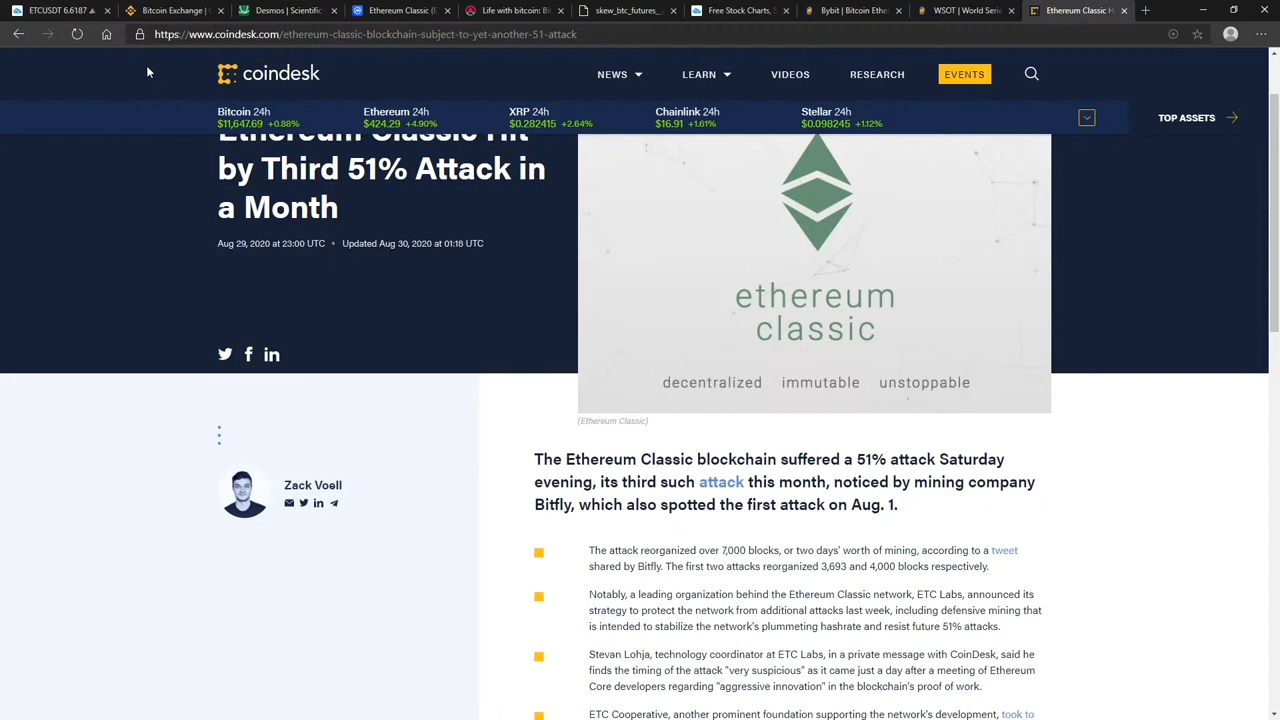 ETCUSDT 6.6187
Bitcoin Exchange |
Desmos | Scientific
Ethereum Classic (E
Life with bitcoin: Bi
skew_btc_futures_
Free Stock Charts, S
Bybit | Bitcoin Ethe
WSOT | World Serie
Ethereum Classic H
https://www.coindesk.com/ethereum-classic-blockchain-subject-to-yet-another-51-attack
coindesk
NEWS
LEARN
VIDEOS
RESEARCH
EVENTS
Bitcoin 24h
$11,647.69 +0.88%
Ethereum 24h
$424.29 +4.90%
XRP 24h
$0.282415 +2.64%
Chainlink 24h
$16.91 +1.61%
Stellar 24h
$0.098245 +1.12%
TOP ASSETS
Ethereum Classic Hit
by Third 51% Attack in
a Month
Aug 29, 2020 at 23:00 UTC • Updated Aug 30, 2020 at 01:18 UTC
ethereum
classic
decentralized immutable unstoppable
(Ethereum Classic)
Zack Voell
The Ethereum Classic blockchain suffered a 51% attack Saturday
evening, its third such attack this month, noticed by mining company
Bitfly, which also spotted the first attack on Aug. 1.
The attack reorganized over 7,000 blocks, or two days' worth of mining, according to a tweet
shared by Bitfly. The first two attacks reorganized 3,693 and 4,000 blocks respectively.
Notably, a leading organization behind the Ethereum Classic network, ETC Labs, announced its
strategy to protect the network from additional attacks last week, including defensive mining that
is intended to stabilize the network's plummeting hashrate and resist future 51% attacks.
Stevan Lohja, technology coordinator at ETC Labs, in a private message with CoinDesk, said he
finds the timing of the attack "very suspicious" as it came just a day after a meeting of Ethereum
Core developers regarding "aggressive innovation" in the blockchain's proof of work.
ETC Cooperative, another prominent foundation supporting the network's development, took to